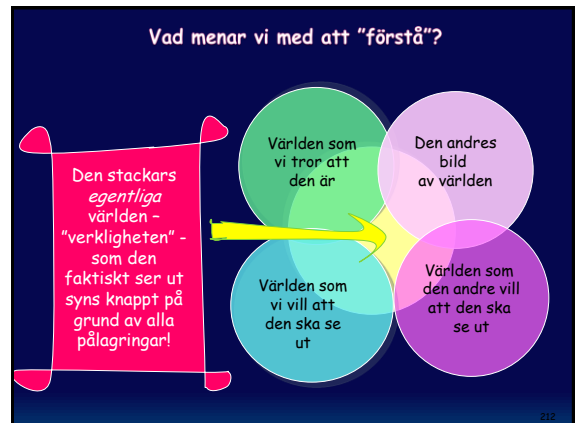 Vad menar vi med att ”förstå”?
Den stackars
egentliga
världen –
”verkligheten” -
som den
faktiskt ser ut
syns knappt på
grund av alla
pålagringar!
Världen som
vi tror att
den är
Den andres
bild
av världen
Världen som
vi vill att
den ska se
ut
Världen som
den andre vill
att den ska
se ut
212